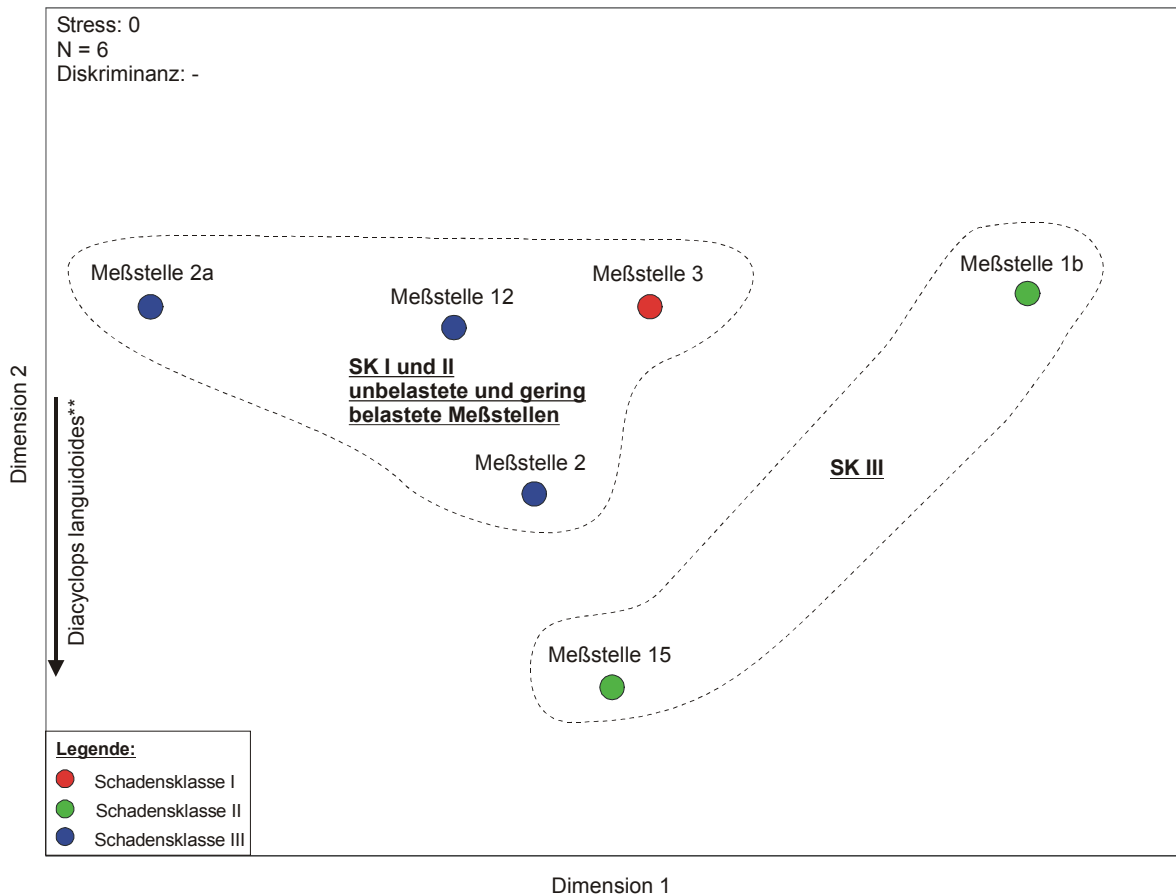 Stress: 0
N = 6
Diskriminanz: -
Meßstelle 2a
Meßstelle 12
Meßstelle 3
Meßstelle 1b
SK I und II
unbelastete und gering
belastete Meßstellen
Meßstelle 2
SK III
Meßstelle 15
Dimension 2
Diacyclops languidoides**
Legende:
Schadensklasse I
Schadensklasse II
Schadensklasse III
Dimension 1